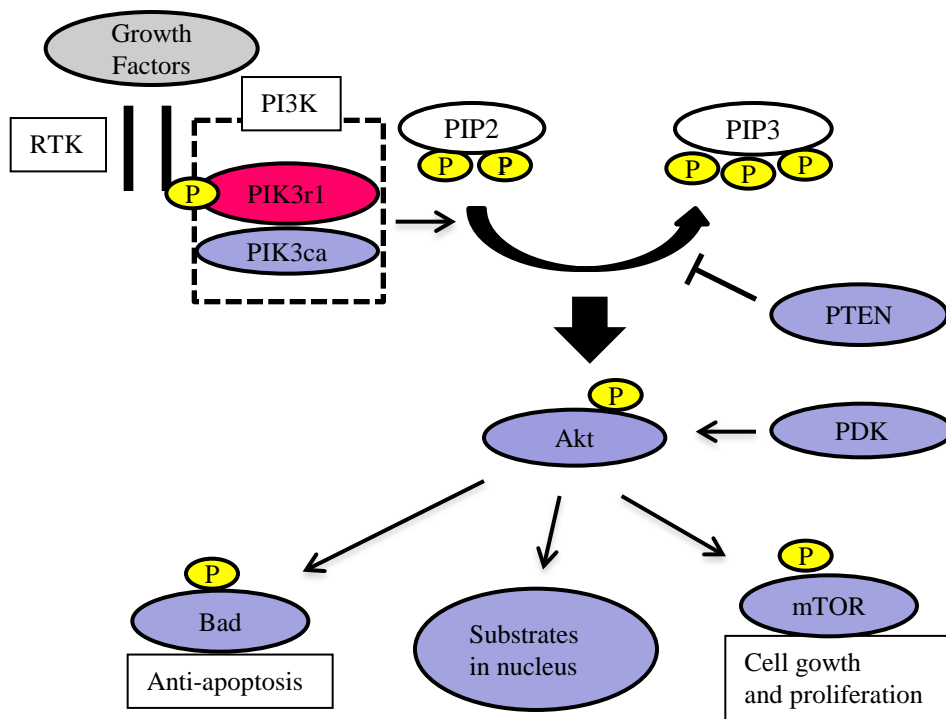 Growth
Factors
PI3K
RTK
PIP2
PIP3
P P
P P P
P
PIK3r1
PIK3ca
PTEN
P
Akt
PDK
P
Bad
Anti-apoptosis
Substrates
in nucleus
P
mTOR
Cell gowth
and proliferation